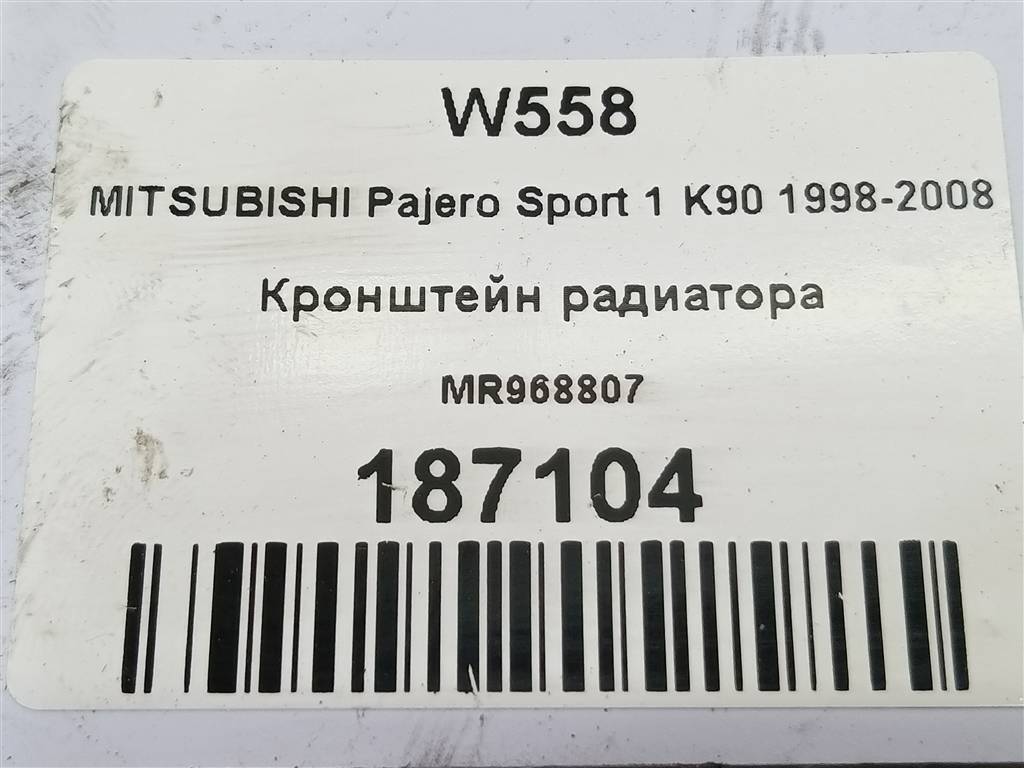 W558
MITSUBISHI Pajero Sport 1 K90 1998-2008
Кронштейн радиатора
MR968807
187104